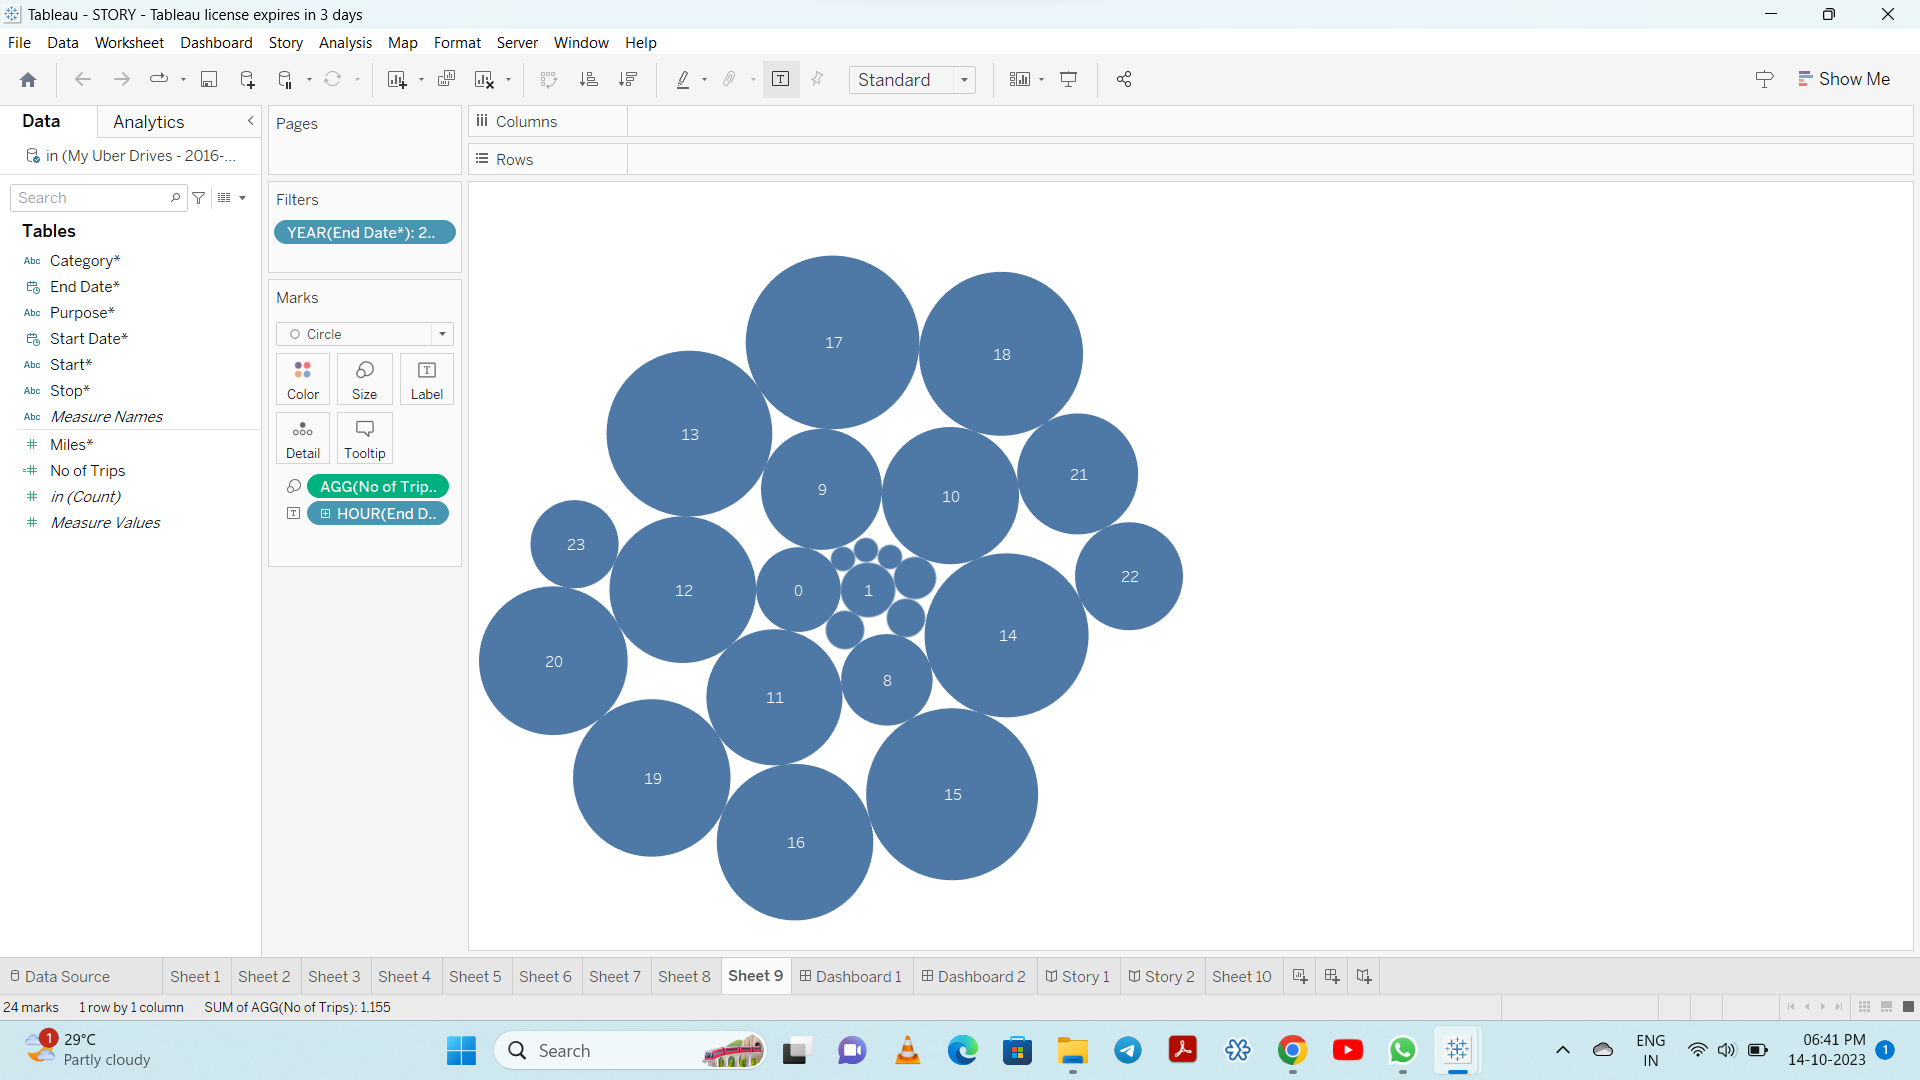 Tableau - STORY - Tableau license expires in 3 days
File Data Worksheet Dashboard Story Analysis Map Format Server Window Help
Standard
Show Me
Data Analytics
in (My Uber Drives - 2016-...
Search
Tables
Abc Category*
End Date*
Abc Purpose*
Start Date*
Abc Start*
Abc Stop*
Abc Measure Names
# Miles*
=# No of Trips
# in (Count)
# Measure Values
Pages
Filters
YEAR(End Date*): 2..
Marks
Circle
Color Size Label
Detail Tooltip
AGG(No of Trip..
HOUR(End D..
Columns
Rows
17
18
13
21
9
10
23
22
12
0
1
14
20
8
11
19
15
16
Data Source Sheet 1 Sheet 2 Sheet 3 Sheet 4 Sheet 5 Sheet 6 Sheet 7 Sheet 8 Sheet 9 Dashboard 1 Dashboard 2 Story 1 Story 2 Sheet 10
24 marks 1 row by 1 column SUM of AGG(No of Trips): 1,155
1
29°C
Partly cloudy
Search
ENG
IN
06:41 PM
14-10-2023
1